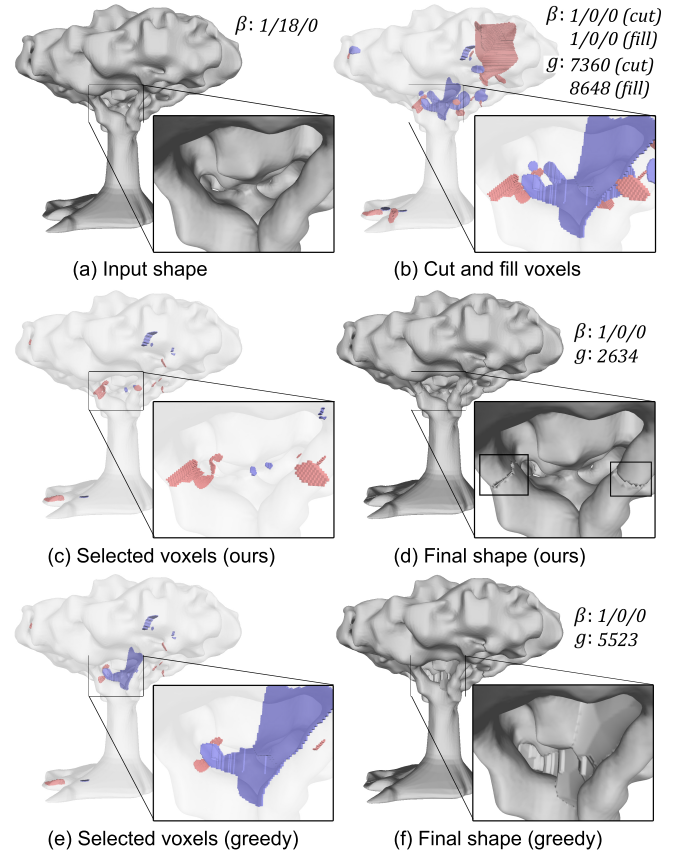 β: 1/18/0
β: 1/0/0 (cut)
1/0/0 (fill)
g: 7360 (cut)
8648 (fill)
(a) Input shape
(b) Cut and fill voxels
β: 1/0/0
g: 2634
(c) Selected voxels (ours)
(d) Final shape (ours)
β: 1/0/0
g: 5523
(e) Selected voxels (greedy)
(f) Final shape (greedy)